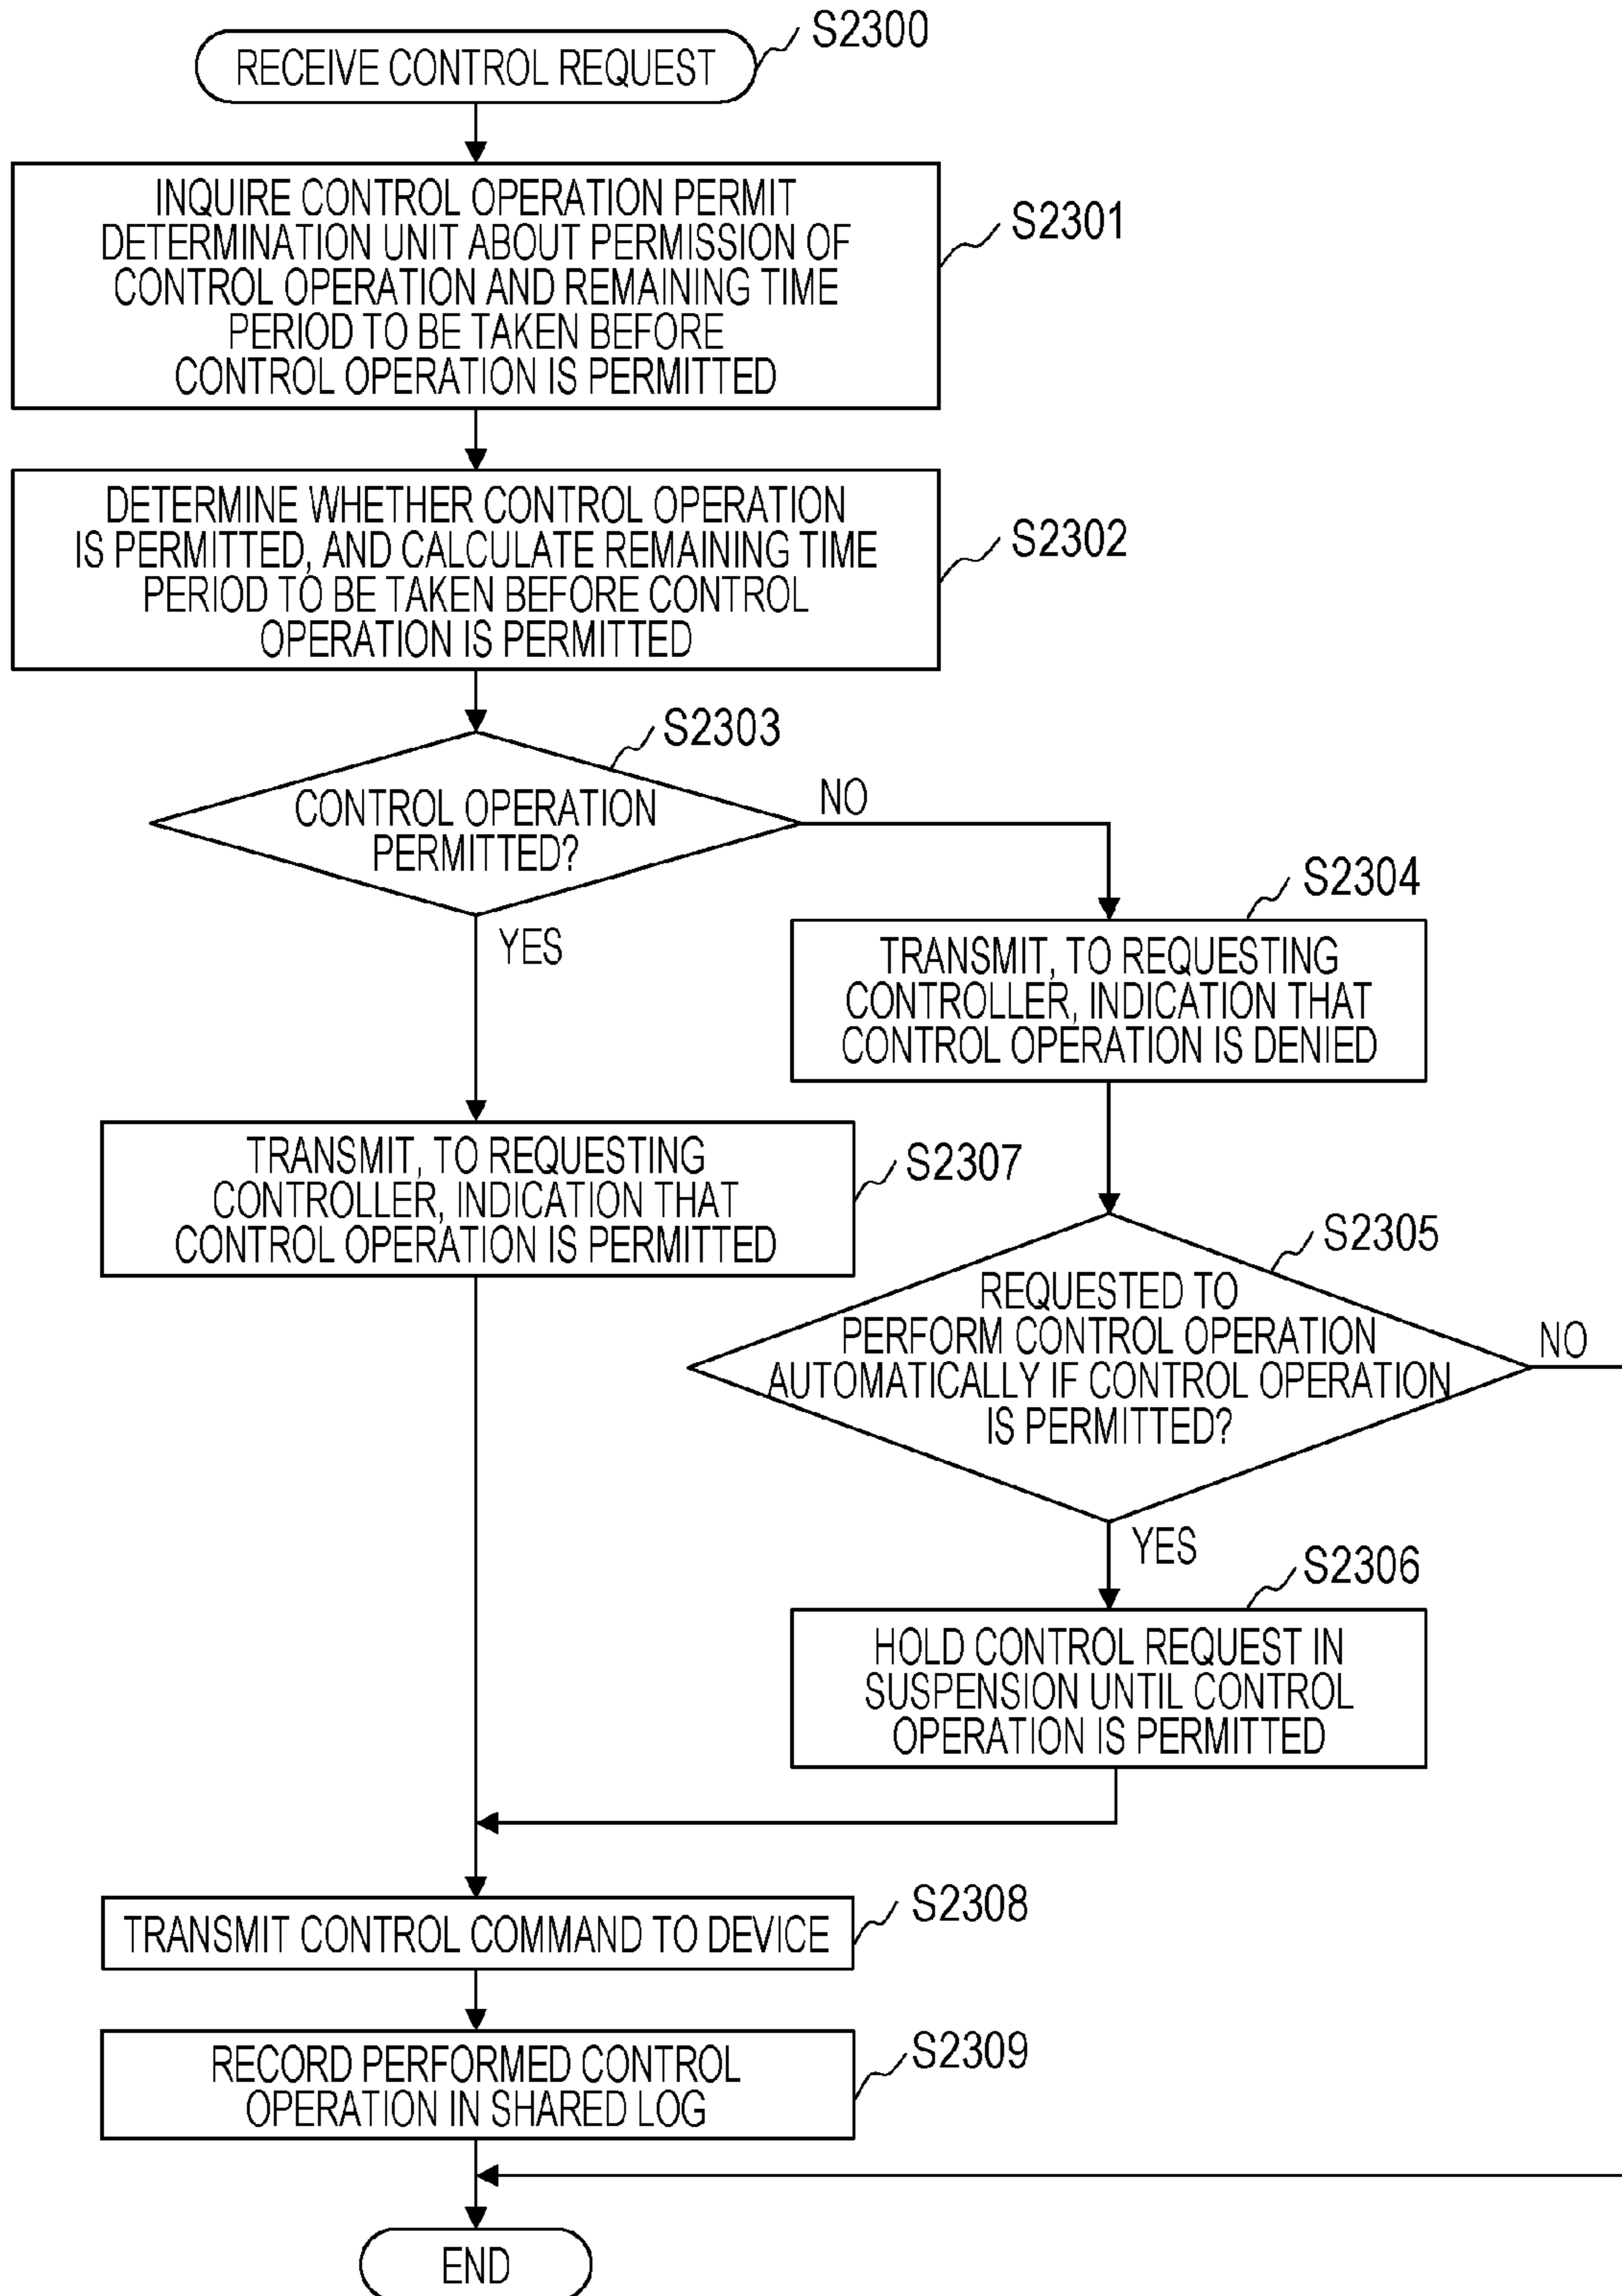 RECEIVE CONTROL REQUEST
S2300
INQUIRE CONTROL OPERATION PERMIT
DETERMINATION UNIT ABOUT PERMISSION OF
CONTROL OPERATION AND REMAINING TIME
PERIOD TO BE TAKEN BEFORE
CONTROL OPERATION IS PERMITTED
S2301
DETERMINE WHETHER CONTROL OPERATION
IS PERMITTED, AND CALCULATE REMAINING TIME
PERIOD TO BE TAKEN BEFORE CONTROL
OPERATION IS PERMITTED
S2302
S2303
CONTROL OPERATION
PERMITTED?
NO
YES
S2304
TRANSMIT, TO REQUESTING
CONTROLLER, INDICATION THAT
CONTROL OPERATION IS DENIED
TRANSMIT, TO REQUESTING
CONTROLLER, INDICATION THAT
CONTROL OPERATION IS PERMITTED
S2307
S2305
REQUESTED TO
PERFORM CONTROL OPERATION
AUTOMATICALLY IF CONTROL OPERATION
IS PERMITTED?
NO
YES
S2306
HOLD CONTROL REQUEST IN
SUSPENSION UNTIL CONTROL
OPERATION IS PERMITTED
TRANSMIT CONTROL COMMAND TO DEVICE
S2308
RECORD PERFORMED CONTROL
OPERATION IN SHARED LOG
S2309
END